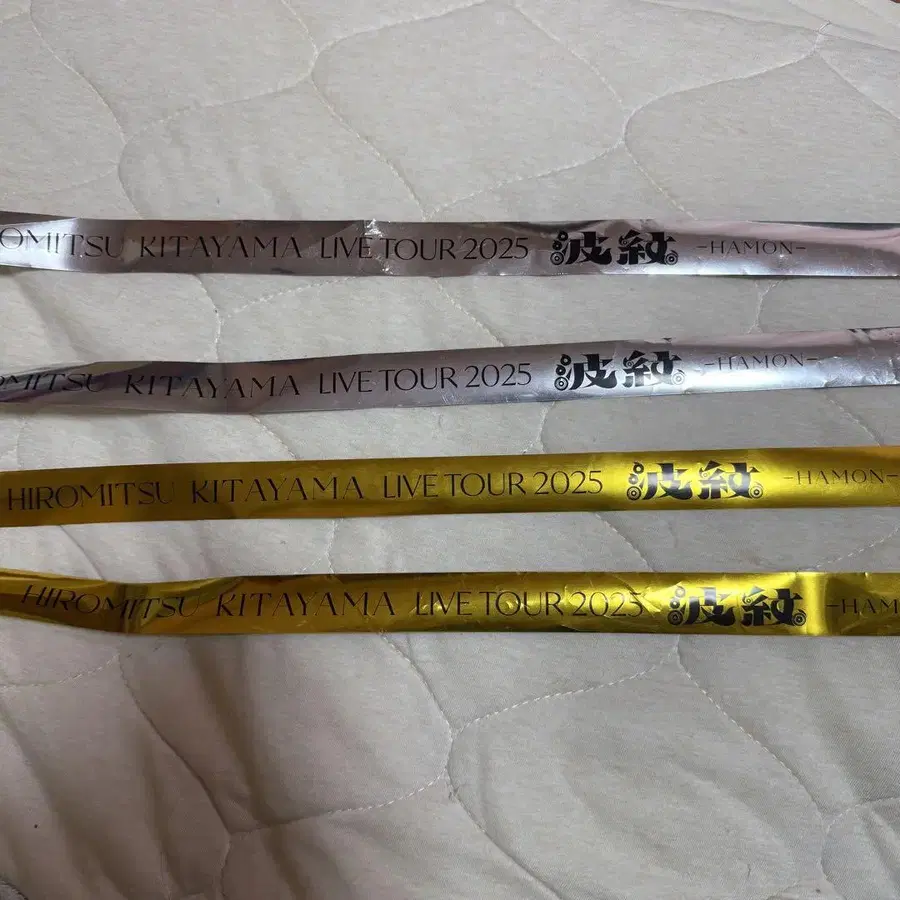 OMITSU KITAYAMA LIVE TOUR 2025 波紋 -HAMON-
OMITSU KITAYAMA LIVE TOUR 2025 波紋 -HAMON-
HIROMITSU KITAYAMA LIVE TOUR 2025 波紋 -HAMON-
HIROMITSU KITAYAMA LIVE TOUR 2025 波紋 -HAM